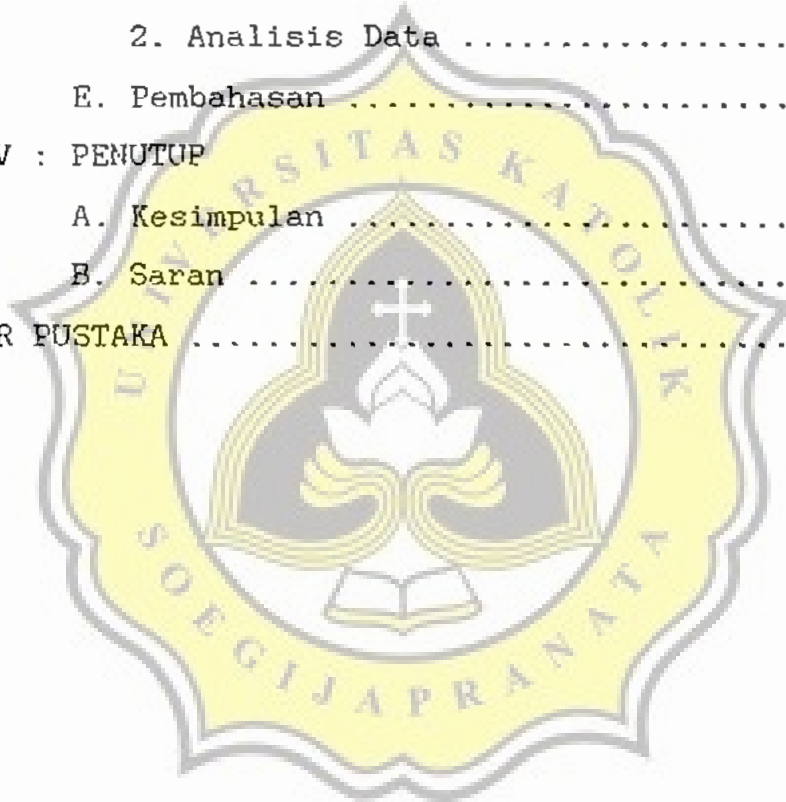 2. Analisis Data ....................
E. Pembahasan ...........................
V : PENUTUP
A. Kesimpulan ...........................
B. Saran .................................
R PUSTAKA ....................................
UNIVERSITAS KATOLIK
SOEGIJAPRANATA